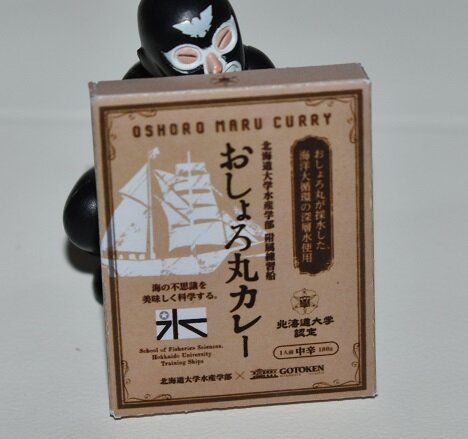 OSHORO MARU CURRY
おしょろ丸が採水した
海洋大循環の深層水使用
北海道大学水産学部 附属練習船
おしょろ丸カレー
海の不思議を
美味しく科学する。
School of Fisheries Sciences,
Hokkaido University
Training Ships
北海道大学
認定
1人前 中辛 180g
北海道大学水産学部 × GOTOKEN